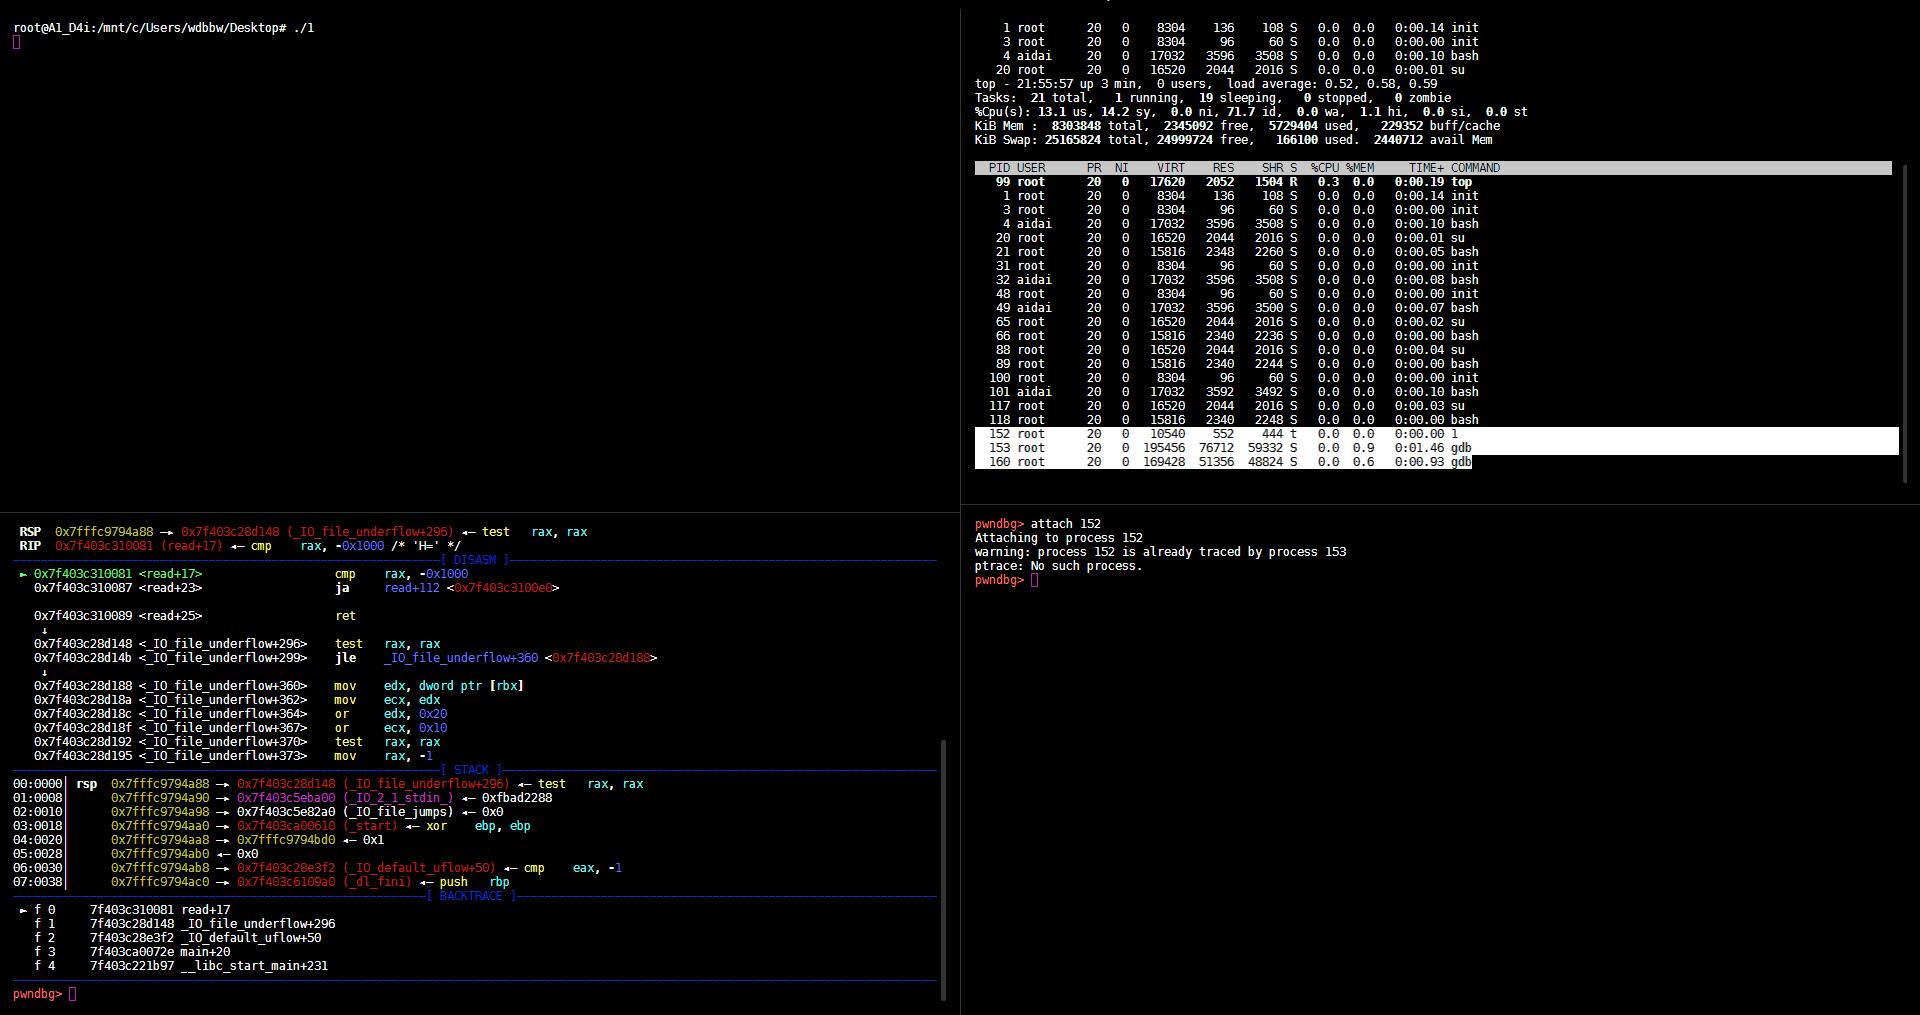 root@A1_D4i:/mnt/c/Users/wdbbw/Desktop# ./1
1 root 20 0 8304 136 108 S 0.0 0.0 0:00.14 init
3 root 20 0 8304 96 60 S 0.0 0.0 0:00.00 init
4 aidai 20 0 17032 3596 3508 S 0.0 0.0 0:00.10 bash
20 root 20 0 16520 2044 2016 S 0.0 0.0 0:00.01 su
top - 21:55:57 up 3 min, 0 users, load average: 0.52, 0.58, 0.59
Tasks: 21 total, 1 running, 19 sleeping, 0 stopped, 0 zombie
%Cpu(s): 13.1 us, 14.2 sy, 0.0 ni, 71.7 id, 0.0 wa, 1.1 hi, 0.0 si, 0.0 st
KiB Mem : 8303848 total, 2345092 free, 5729404 used, 229352 buff/cache
KiB Swap: 25165824 total, 24999724 free, 166100 used. 2440712 avail Mem
PID USER PR NI VIRT RES SHR S %CPU %MEM TIME+ COMMAND
99 root 20 0 17620 2052 1504 R 0.3 0.0 0:00.19 top
1 root 20 0 8304 136 108 S 0.0 0.0 0:00.14 init
3 root 20 0 8304 96 60 S 0.0 0.0 0:00.00 init
4 aidai 20 0 17032 3596 3508 S 0.0 0.0 0:00.10 bash
20 root 20 0 16520 2044 2016 S 0.0 0.0 0:00.01 su
21 root 20 0 15816 2348 2260 S 0.0 0.0 0:00.05 bash
31 root 20 0 8304 96 60 S 0.0 0.0 0:00.00 init
32 aidai 20 0 17032 3596 3508 S 0.0 0.0 0:00.08 bash
48 root 20 0 8304 96 60 S 0.0 0.0 0:00.00 init
49 aidai 20 0 17032 3596 3500 S 0.0 0.0 0:00.07 bash
65 root 20 0 16520 2044 2016 S 0.0 0.0 0:00.02 su
66 root 20 0 15816 2340 2236 S 0.0 0.0 0:00.00 bash
88 root 20 0 16520 2044 2016 S 0.0 0.0 0:00.04 su
89 root 20 0 15816 2340 2244 S 0.0 0.0 0:00.00 bash
100 root 20 0 8304 96 60 S 0.0 0.0 0:00.00 init
101 aidai 20 0 17032 3592 3492 S 0.0 0.0 0:00.10 bash
117 root 20 0 16520 2044 2016 S 0.0 0.0 0:00.03 su
118 root 20 0 15816 2340 2248 S 0.0 0.0 0:00.00 bash
152 root 20 0 10540 552 444 t 0.0 0.0 0:00.00 1
153 root 20 0 195456 76712 59332 S 0.0 0.9 0:01.46 gdb
160 root 20 0 169428 51356 48824 S 0.0 0.6 0:00.93 gdb
RSP 0x7fffc9794a88 —▸ 0x7f403c28d148 (_IO_file_underflow+296) ◂— test rax, rax
RIP 0x7f403c310081 (read+17) ◂— cmp rax, -0x1000 /* 'H=' */
[ DISASM ]
► 0x7f403c310081 <read+17> cmp rax, -0x1000
0x7f403c310087 <read+23> ja read+112 <0x7f403c3100e0>
0x7f403c310089 <read+25> ret
↓
0x7f403c28d148 <_IO_file_underflow+296> test rax, rax
0x7f403c28d14b <_IO_file_underflow+299> jle _IO_file_underflow+360 <0x7f403c28d188>
↓
0x7f403c28d188 <_IO_file_underflow+360> mov edx, dword ptr [rbx]
0x7f403c28d18a <_IO_file_underflow+362> mov ecx, edx
0x7f403c28d18c <_IO_file_underflow+364> or edx, 0x20
0x7f403c28d18f <_IO_file_underflow+367> or ecx, 0x10
0x7f403c28d192 <_IO_file_underflow+370> test rax, rax
0x7f403c28d195 <_IO_file_underflow+373> mov rax, -1
[ STACK ]
00:0000│ rsp 0x7fffc9794a88 —▸ 0x7f403c28d148 (_IO_file_underflow+296) ◂— test rax, rax
01:0008│ 0x7fffc9794a90 —▸ 0x7f403c5eba00 (_IO_2_1_stdin_) ◂— 0xfbad2288
02:0010│ 0x7fffc9794a98 —▸ 0x7f403c5e82a0 (_IO_file_jumps) ◂— 0x0
03:0018│ 0x7fffc9794aa0 —▸ 0x7f403ca00610 (_start) ◂— xor ebp, ebp
04:0020│ 0x7fffc9794aa8 —▸ 0x7fffc9794bd0 ◂— 0x1
05:0028│ 0x7fffc9794ab0 ◂— 0x0
06:0030│ 0x7fffc9794ab8 —▸ 0x7f403c28e3f2 (_IO_default_uflow+50) ◂— cmp eax, -1
07:0038│ 0x7fffc9794ac0 —▸ 0x7f403c6109a0 (_dl_fini) ◂— push rbp
[ BACKTRACE ]
► f 0 7f403c310081 read+17
f 1 7f403c28d148 _IO_file_underflow+296
f 2 7f403c28e3f2 _IO_default_uflow+50
f 3 7f403ca0072e main+20
f 4 7f403c221b97 __libc_start_main+231
pwndbg>
pwndbg> attach 152
Attaching to process 152
warning: process 152 is already traced by process 153
ptrace: No such process.
pwndbg>